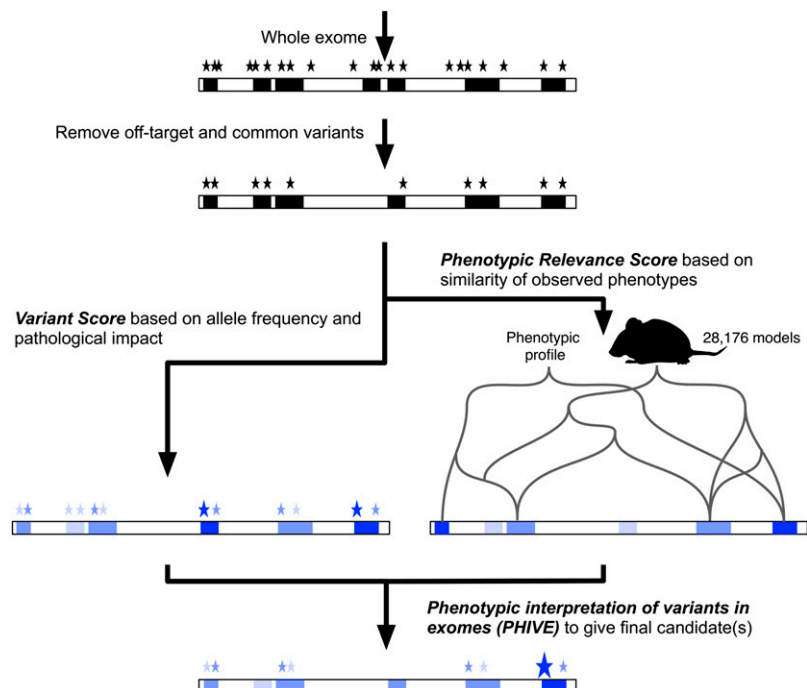 Whole exome
Remove off-target and common variants
Phenotypic Relevance Score based on
similarity of observed phenotypes
Variant Score based on allele frequency and
pathological impact
Phenotypic
profile
28,176 models
Phenotypic interpretation of variants in
exomes (PHIVE) to give final candidate(s)